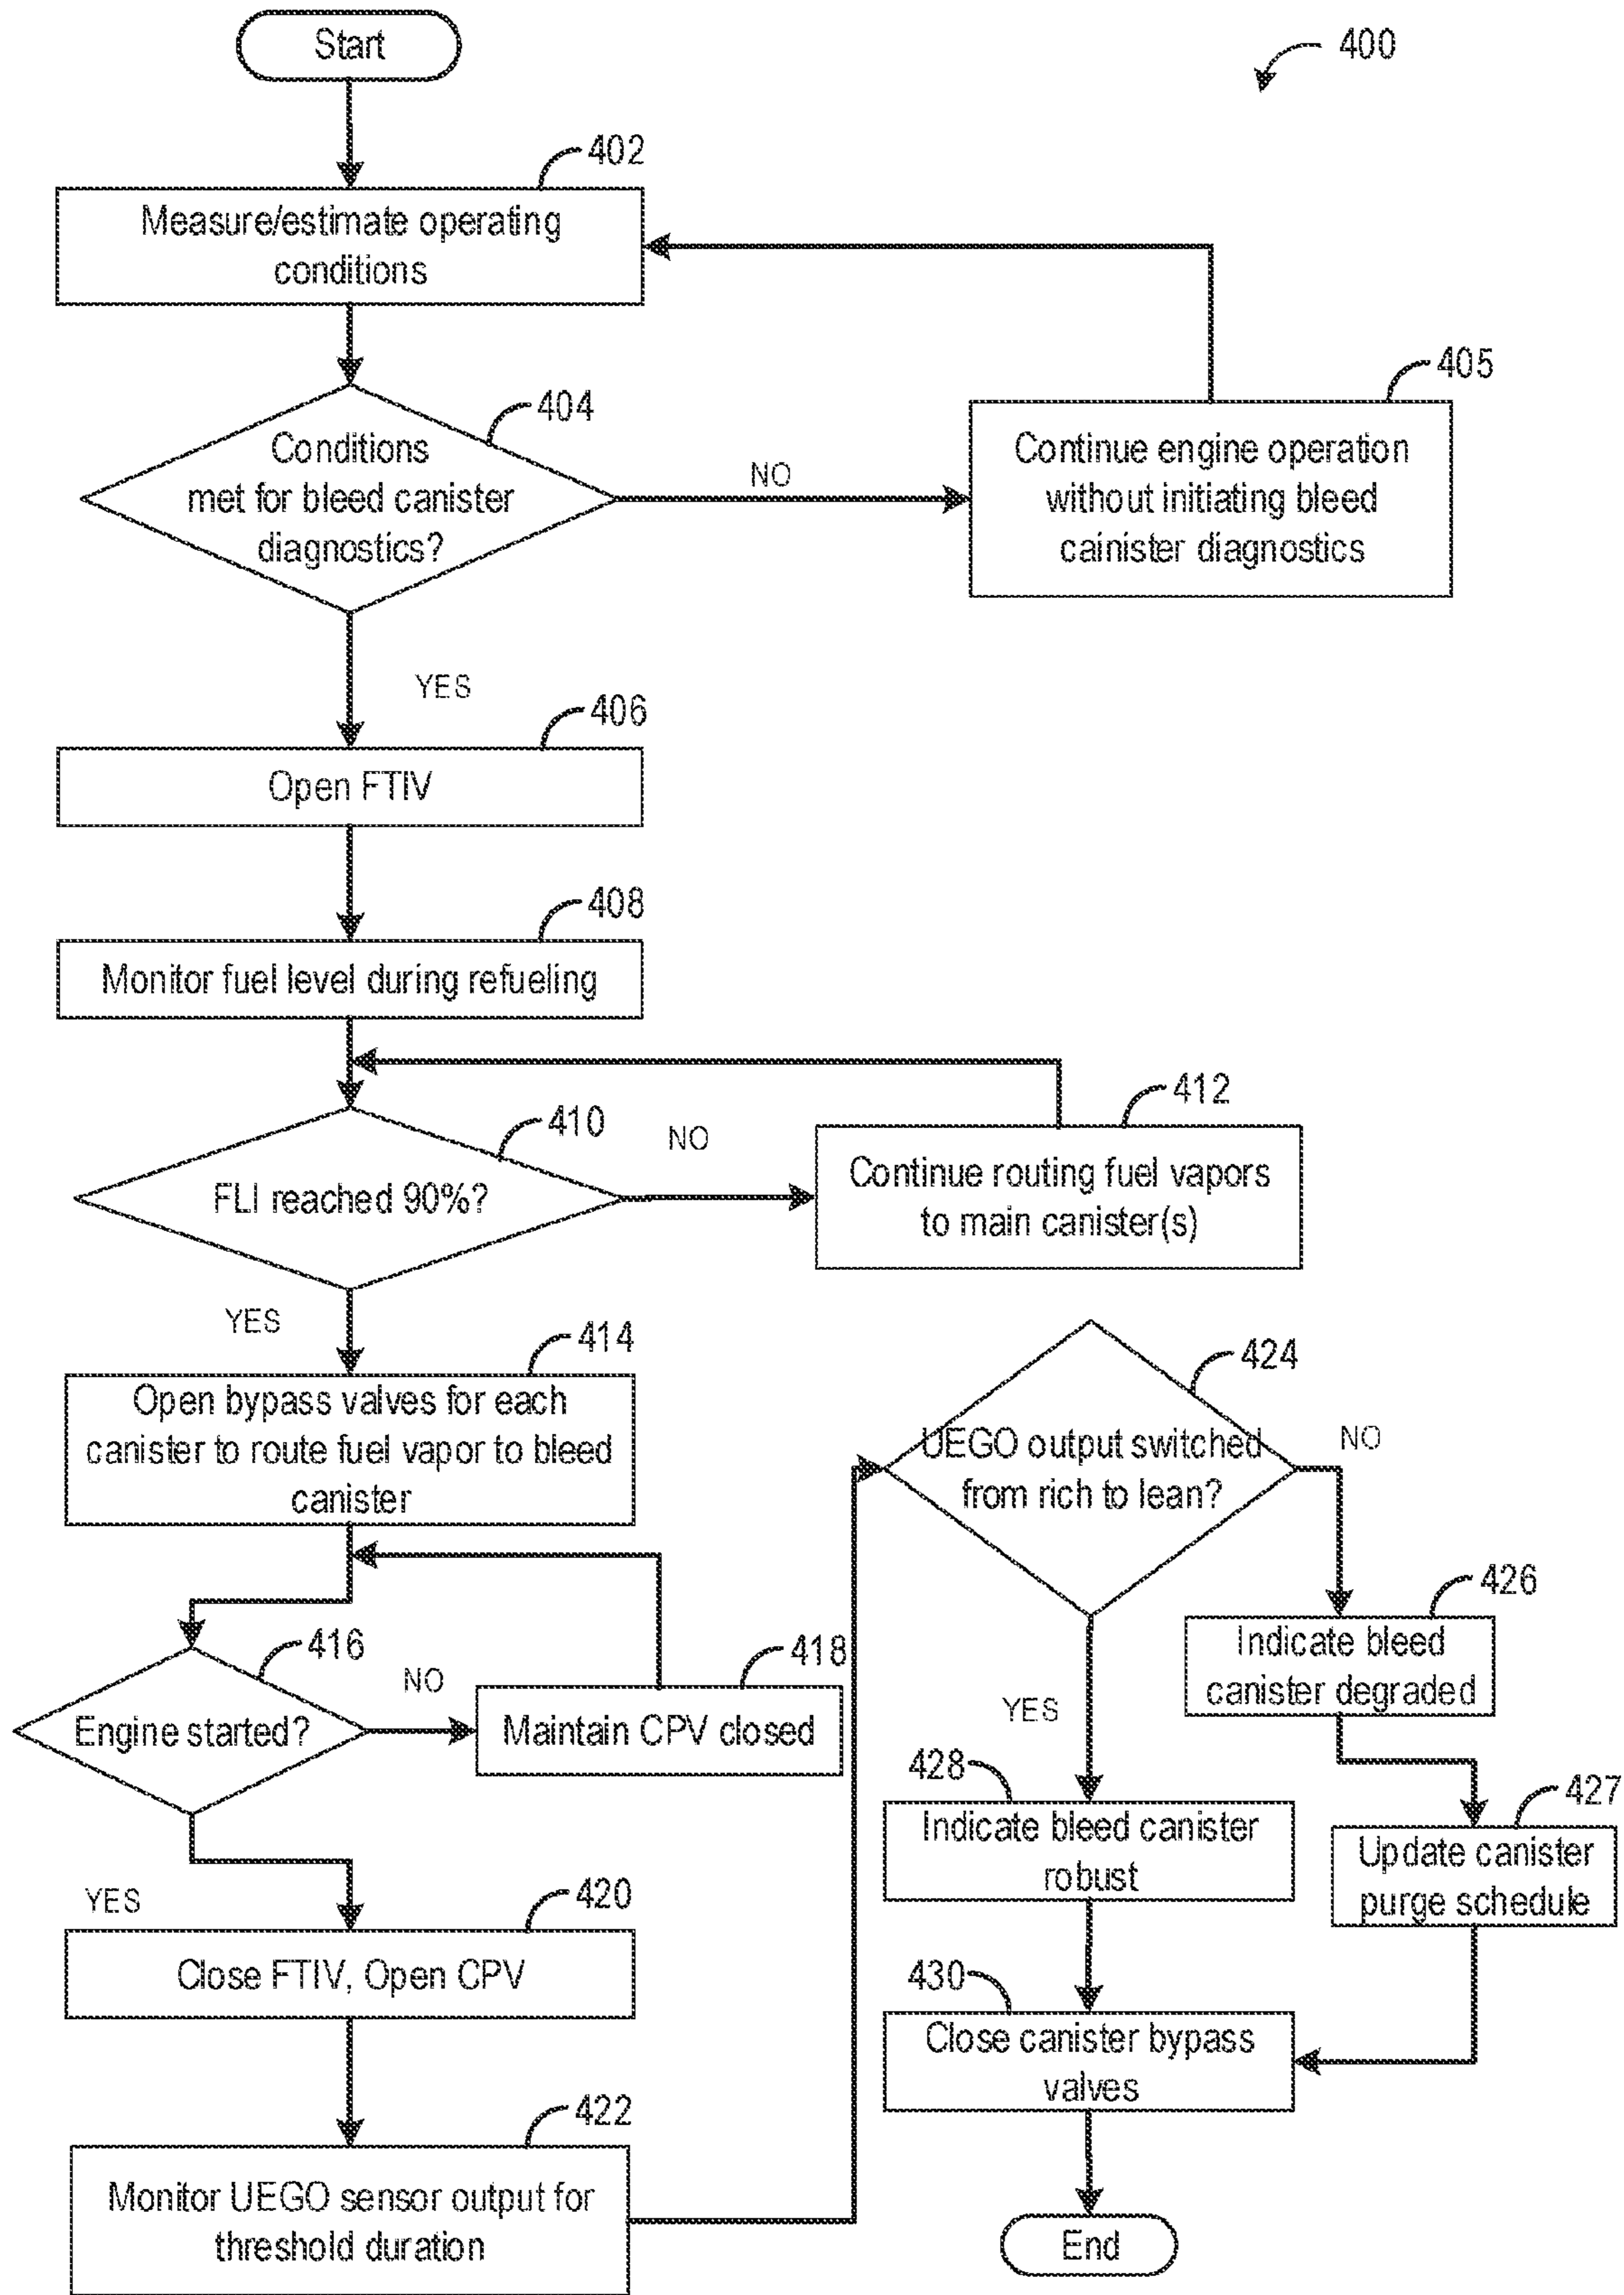 Start
400
402
Measure/estimate operating
conditions
404
Conditions
met for bleed canister
diagnostics?
NO
405
Continue engine operation
without initiating bleed
cainister diagnostics
YES
406
Open FTIV
408
Monitor fuel level during refueling
410
FLI reached 90%?
NO
412
Continue routing fuel vapors
to main canister(s)
YES
414
Open bypass valves for each
canister to route fuel vapor to bleed
canister
416
Engine started?
NO
418
Maintain CPV closed
YES
420
Close FTIV, Open CPV
422
Monitor UEGO sensor output for
threshold duration
424
UEGO output switched
from rich to lean?
NO
426
Indicate bleed
canister degraded
YES
428
Indicate bleed canister
robust
427
Update canister
purge schedule
430
Close canister bypass
valves
End